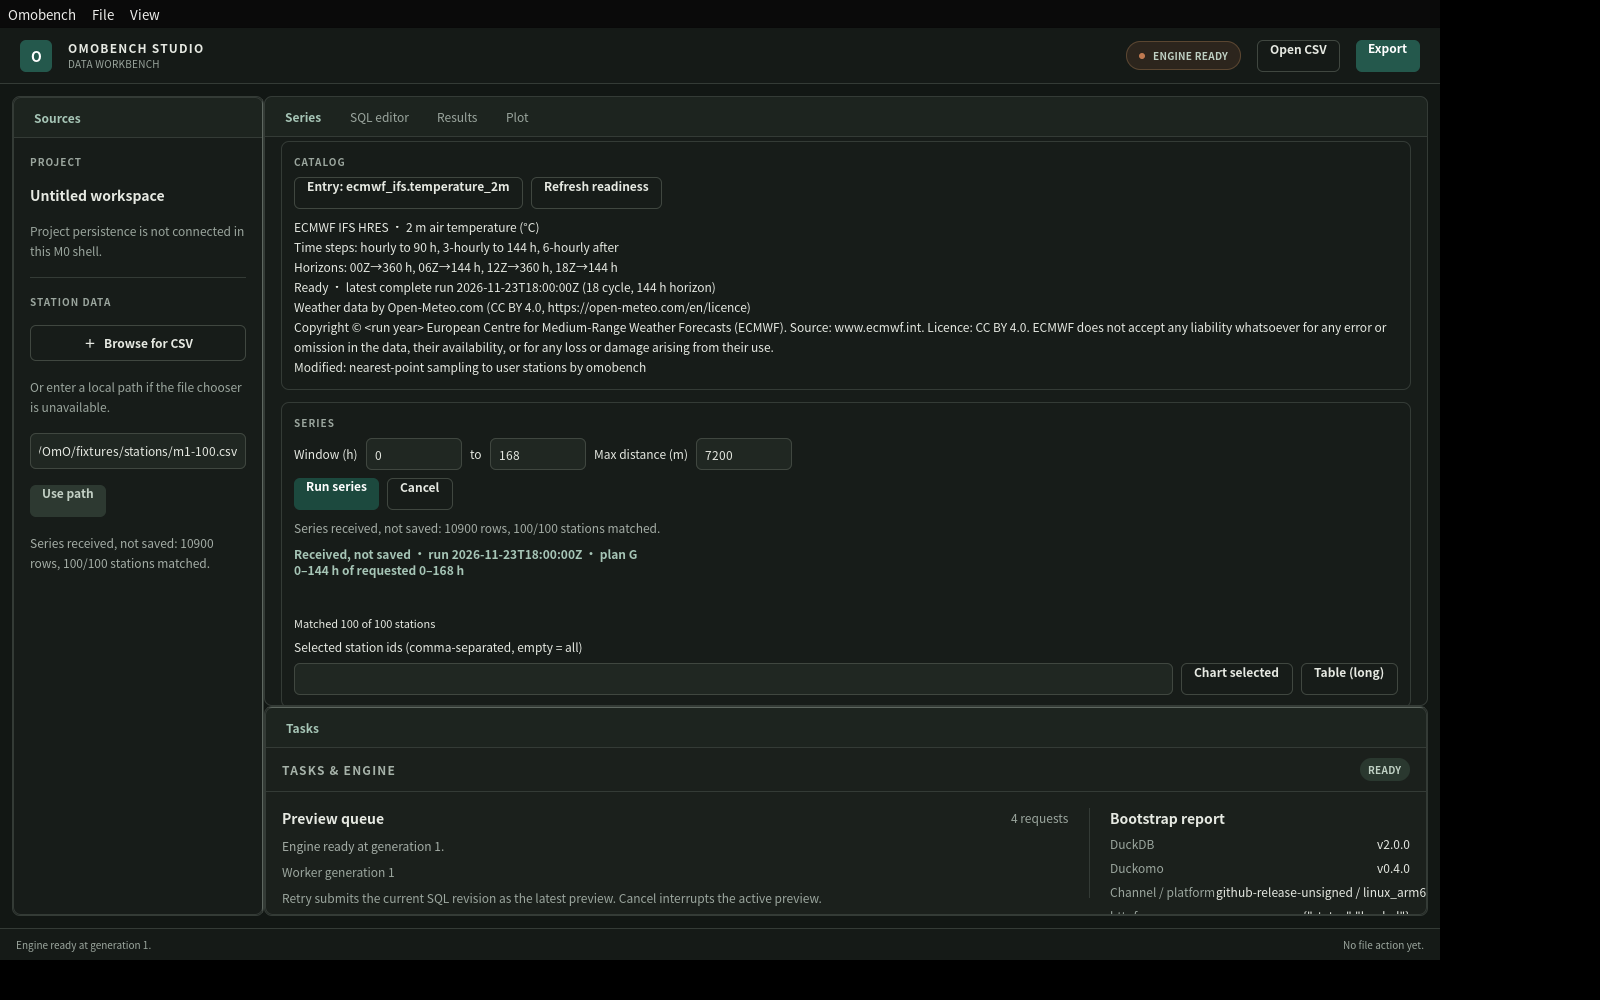 Omobench File View
O
OMOBENCH STUDIO
DATA WORKBENCH
ENGINE READY
Open CSV
Export
Sources
PROJECT
Untitled workspace
Project persistence is not connected in
this M0 shell.
STATION DATA
+ Browse for CSV
Or enter a local path if the file chooser
is unavailable.
/OmO/fixtures/stations/m1-100.csv
Use path
Series received, not saved: 10900
rows, 100/100 stations matched.
Series SQL editor Results Plot
CATALOG
Entry: ecmwf_ifs.temperature_2m
Refresh readiness
ECMWF IFS HRES · 2 m air temperature (°C)
Time steps: hourly to 90 h, 3-hourly to 144 h, 6-hourly after
Horizons: 00Z→360 h, 06Z→144 h, 12Z→360 h, 18Z→144 h
Ready · latest complete run 2026-11-23T18:00:00Z (18 cycle, 144 h horizon)
Weather data by Open-Meteo.com (CC BY 4.0, https://open-meteo.com/en/licence)
Copyright © <run year> European Centre for Medium-Range Weather Forecasts (ECMWF). Source: www.ecmwf.int. Licence: CC BY 4.0. ECMWF does not accept any liability whatsoever for any error or
omission in the data, their availability, or for any loss or damage arising from their use.
Modified: nearest-point sampling to user stations by omobench
SERIES
Window (h) 0 to 168 Max distance (m) 7200
Run series Cancel
Series received, not saved: 10900 rows, 100/100 stations matched.
Received, not saved · run 2026-11-23T18:00:00Z · plan G
0–144 h of requested 0–168 h
Matched 100 of 100 stations
Selected station ids (comma-separated, empty = all)
Chart selected Table (long)
Tasks
TASKS & ENGINE
READY
Preview queue 4 requests
Engine ready at generation 1.
Worker generation 1
Retry submits the current SQL revision as the latest preview. Cancel interrupts the active preview.
Bootstrap report
DuckDB v2.0.0
Duckomo v0.4.0
Channel / platform github-release-unsigned / linux_arm6
Engine ready at generation 1.
No file action yet.